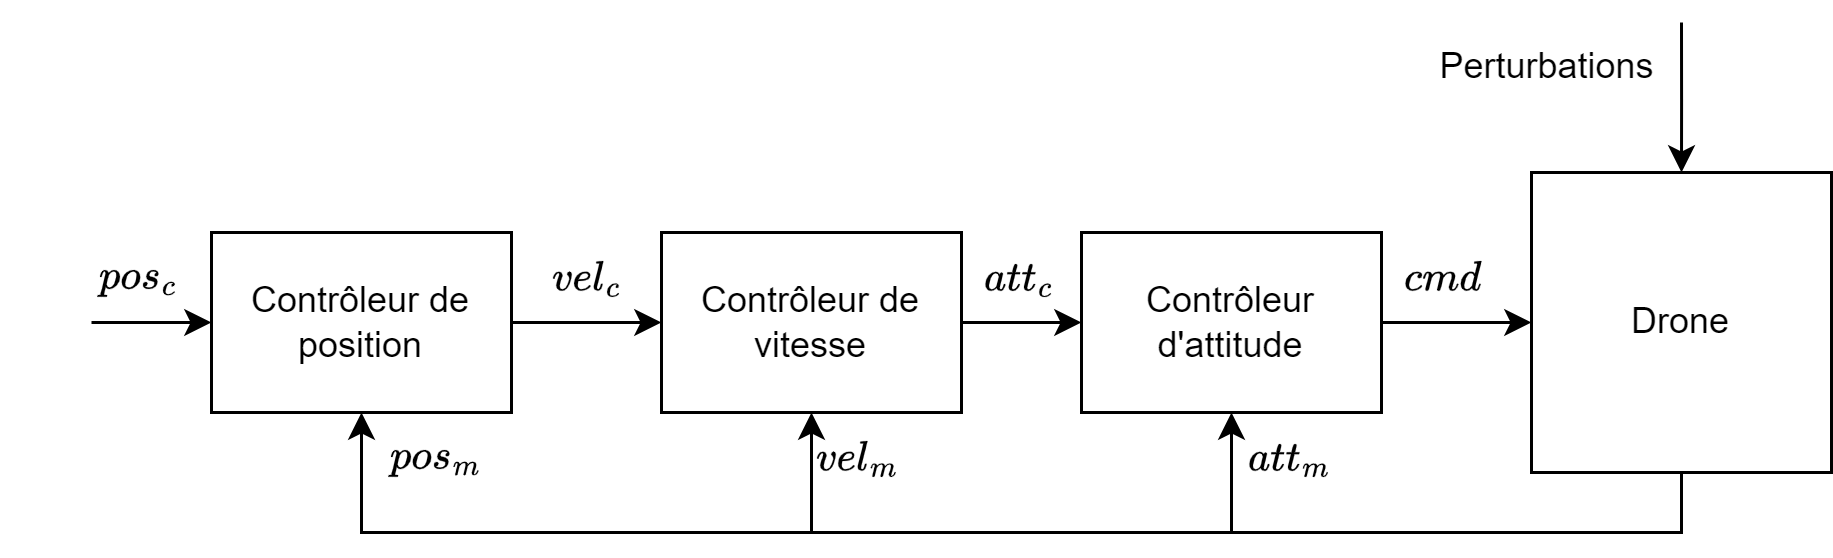 Perturbations
pos_c
Contrôleur de
position
vel_c
Contrôleur de
vitesse
att_c
Contrôleur
d'attitude
cmd
Drone
pos_m
vel_m
att_m